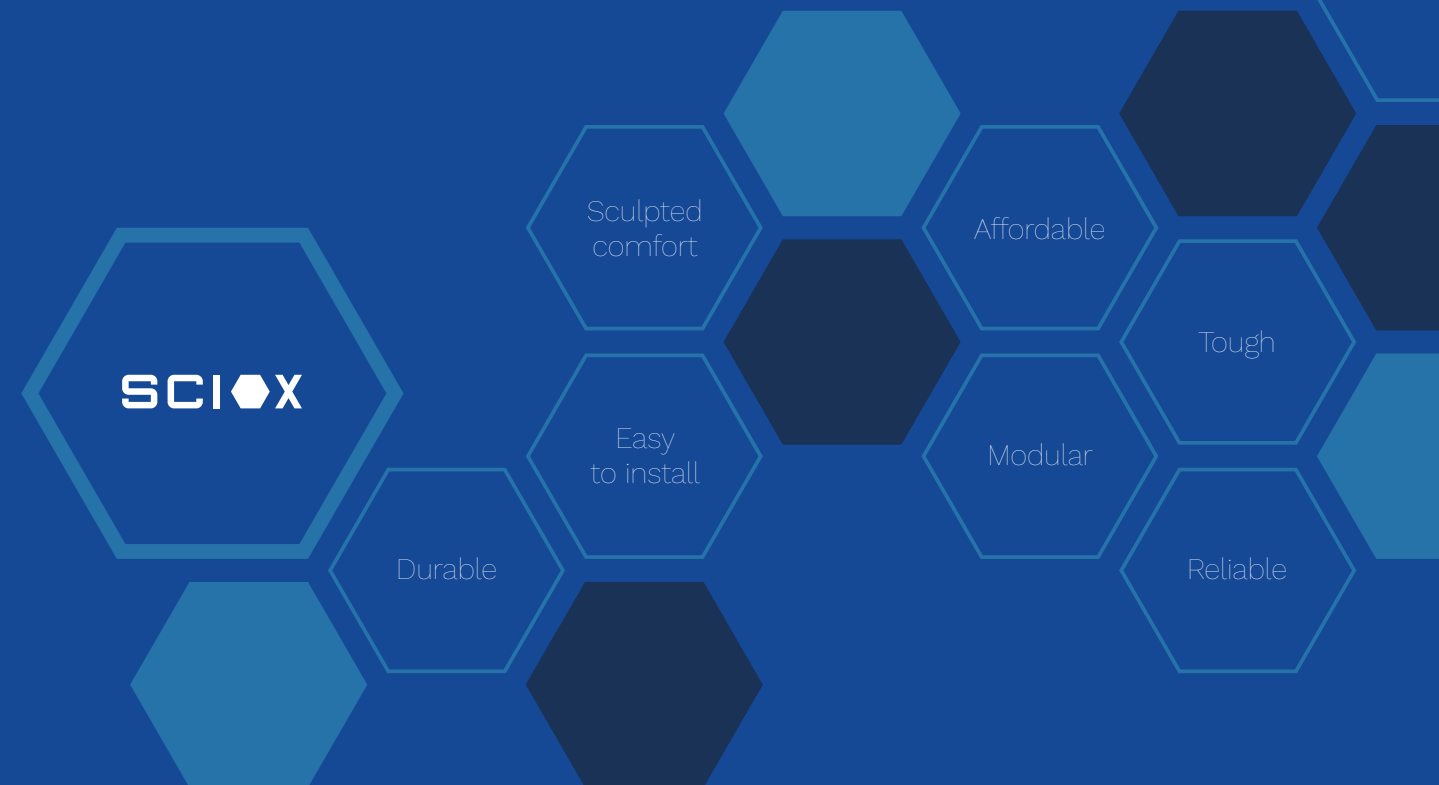 SCIOX
Sculpted
comfort
Affordable
Tough
Easy
to install
Modular
Durable
Reliable